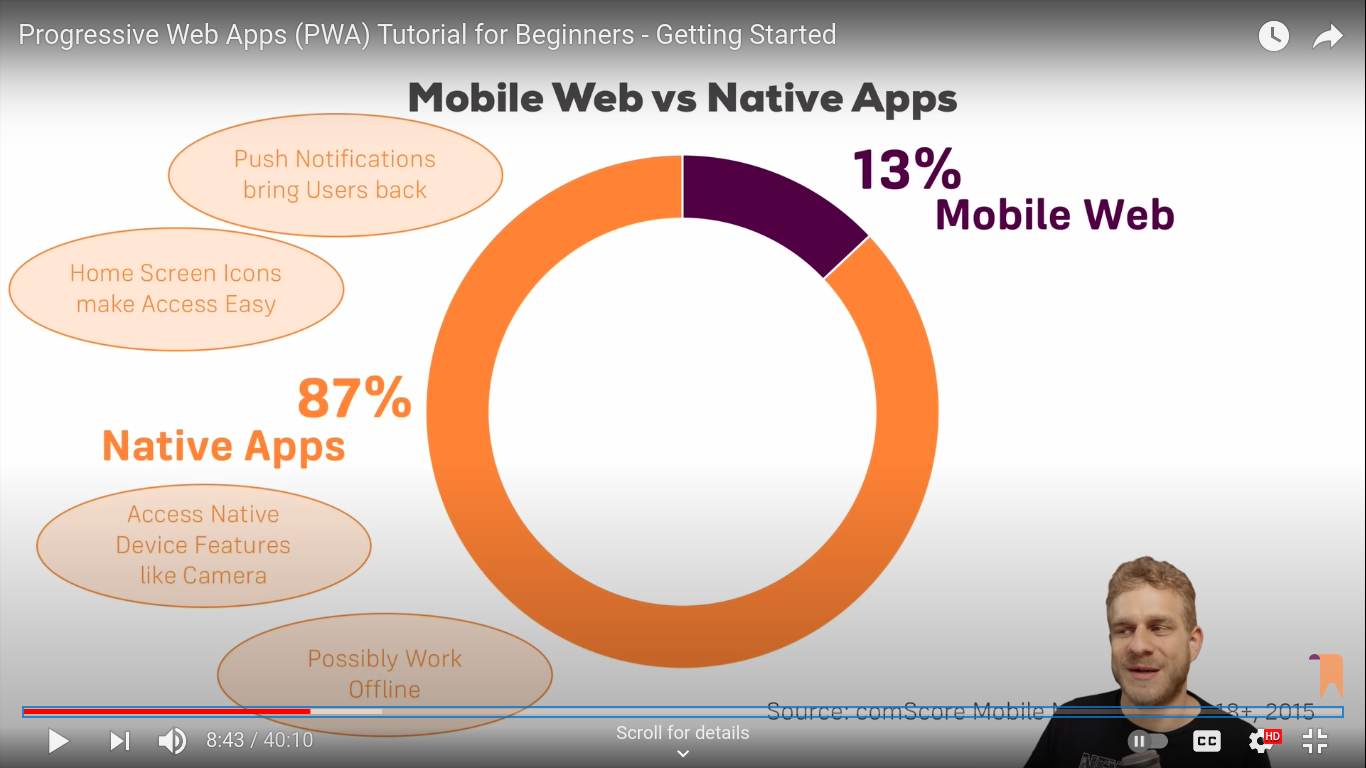 Progressive Web Apps (PWA) Tutorial for Beginners - Getting Started
Mobile Web vs Native Apps
Push Notifications
bring Users back
13%
Mobile Web
Home Screen Icons
make Access Easy
87%
Native Apps
Access Native
Device Features
like Camera
Possibly Work
Offline
Source: comScore Mobile 18+, 2015
8:43 / 40:10
Scroll for details
CC
HD